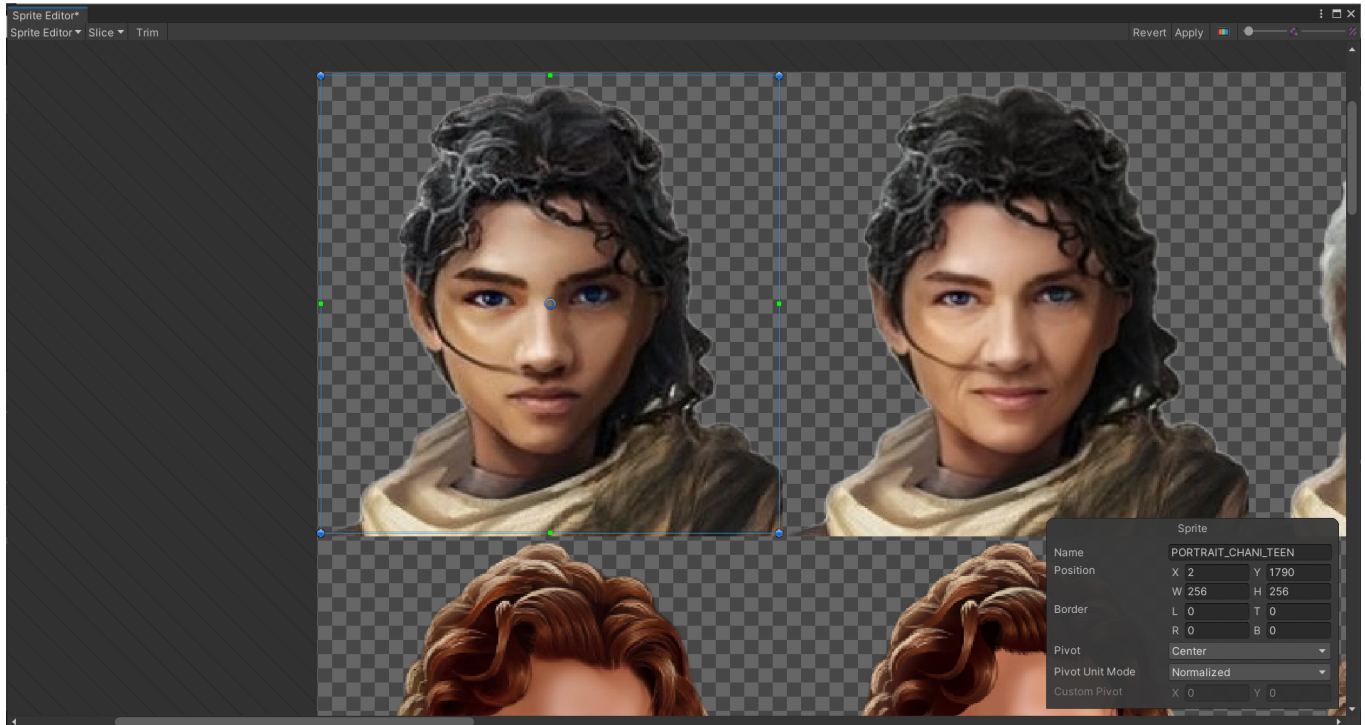 Sprite Editor*
Sprite Editor Slice Trim Revert Apply
Sprite
Name PORTRAIT_CHANI_TEEN
Position X 2 Y 1790
W 256 H 256
Border L 0 T 0
R 0 B 0
Pivot Center
Pivot Unit Mode Normalized
Custom Pivot X 0 Y 0